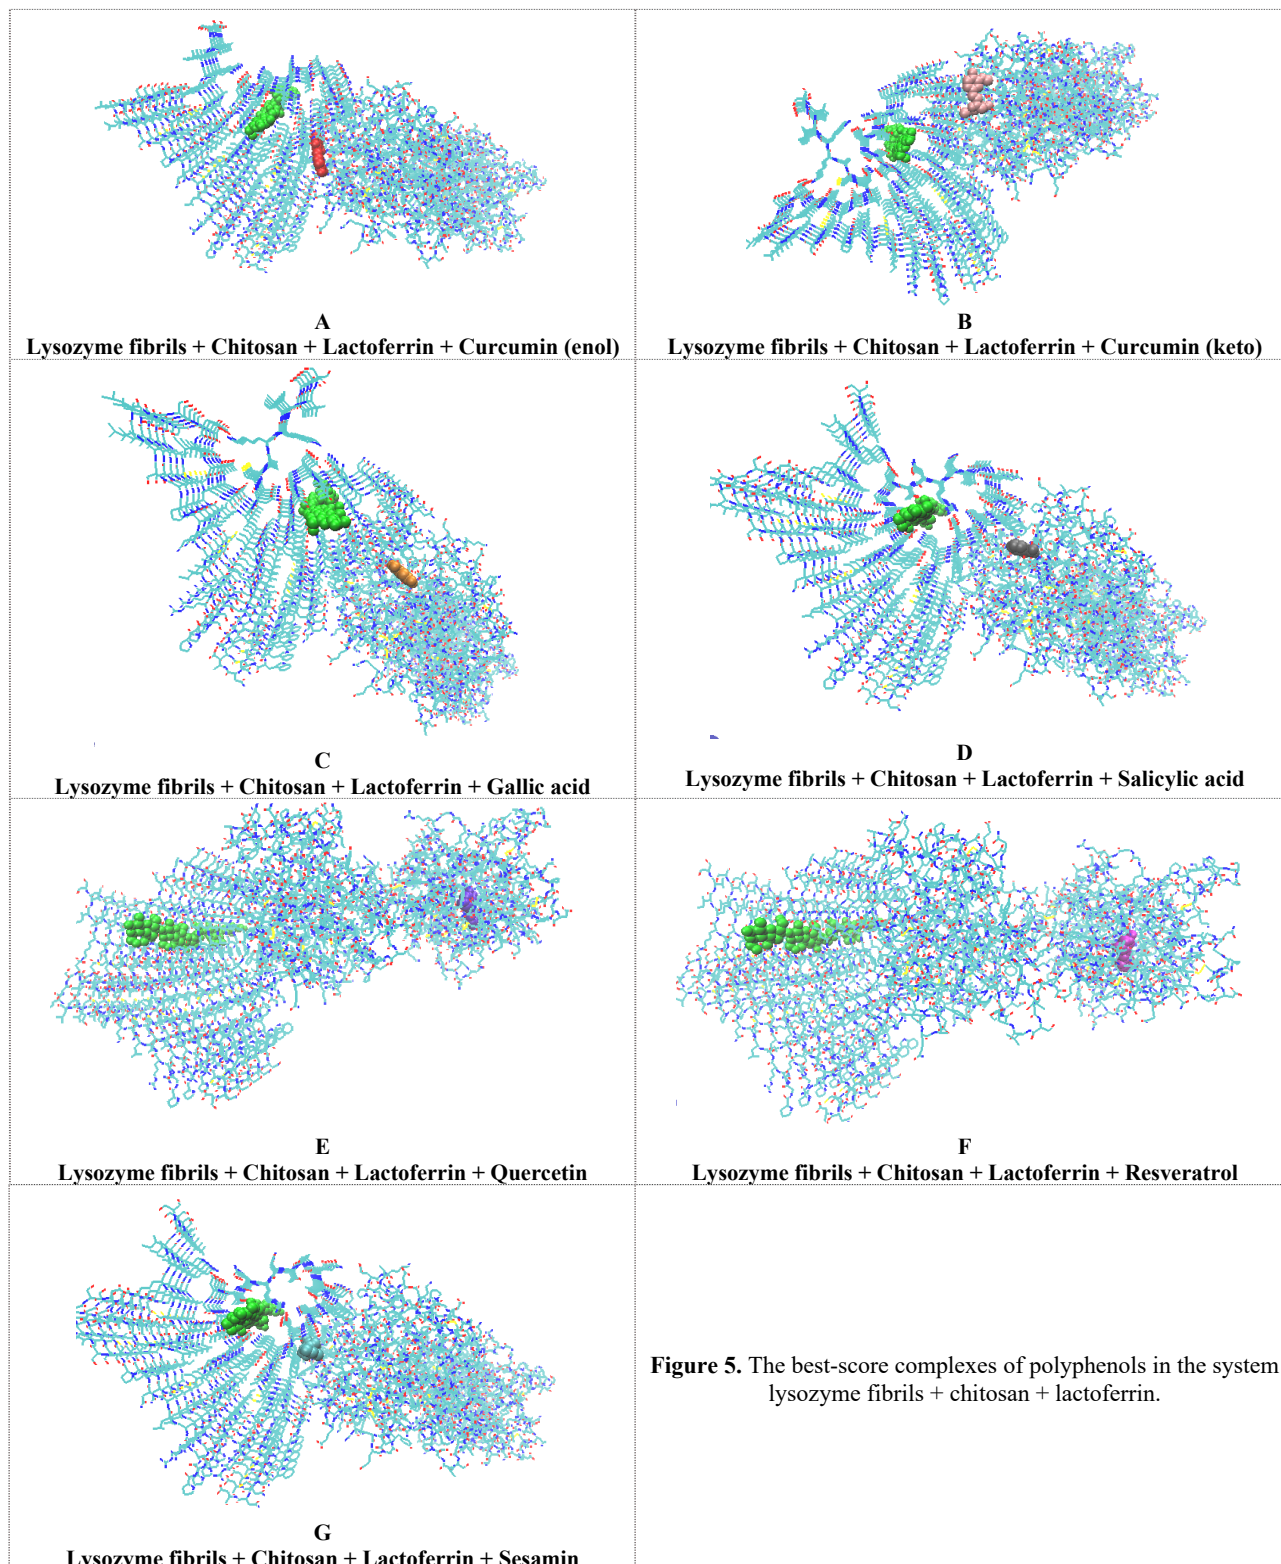 A
Lysozyme fibrils + Chitosan + Lactoferrin + Curcumin (enol)
B
Lysozyme fibrils + Chitosan + Lactoferrin + Curcumin (keto)
C
Lysozyme fibrils + Chitosan + Lactoferrin + Gallic acid
D
Lysozyme fibrils + Chitosan + Lactoferrin + Salicylic acid
E
Lysozyme fibrils + Chitosan + Lactoferrin + Quercetin
F
Lysozyme fibrils + Chitosan + Lactoferrin + Resveratrol
G
Lysozyme fibrils + Chitosan + Lactoferrin + Sesamin
Figure 5. The best-score complexes of polyphenols in the system
lysozyme fibrils + chitosan + lactoferrin.